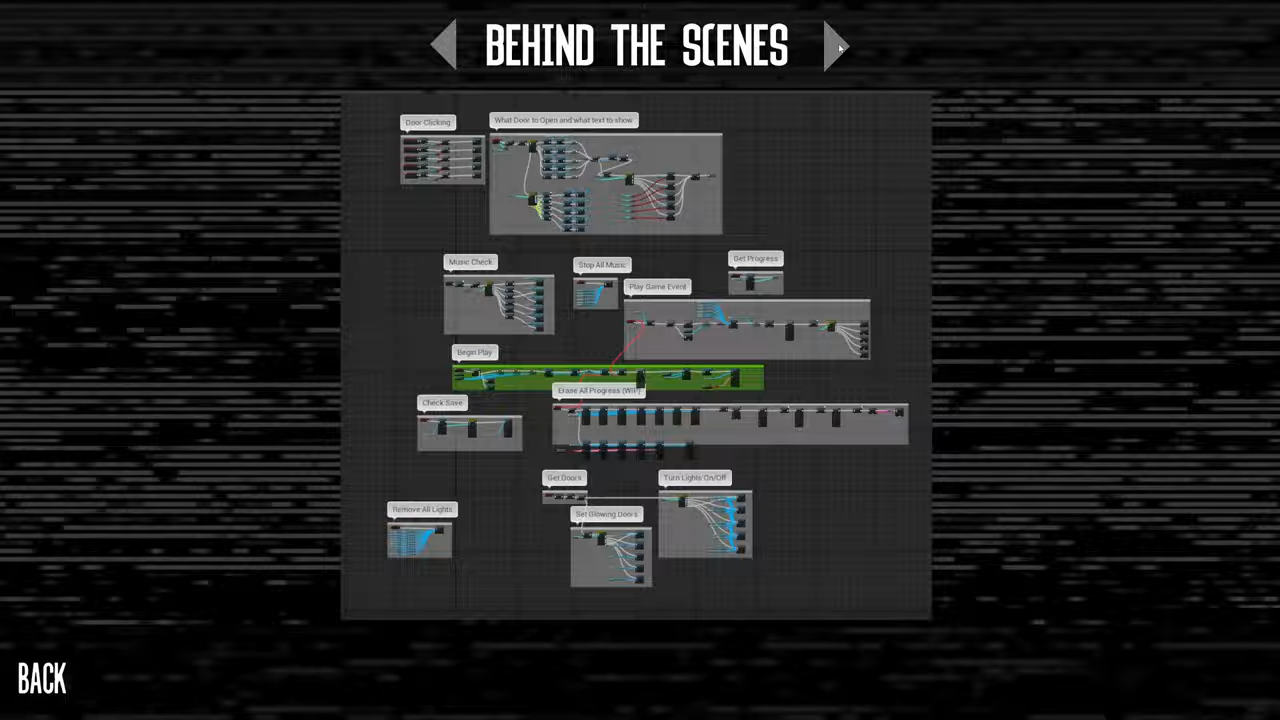 BEHIND THE SCENES
Door Clicking
What Door to Open and what text to show
Music Check
Stop All Music
Get Progress
Play Game Event
Begin Play
Erase All Progress (WIP)
Check Save
Get Doors
Turn Lights On/Off
Remove All Lights
Set Glowing Doors
BACK